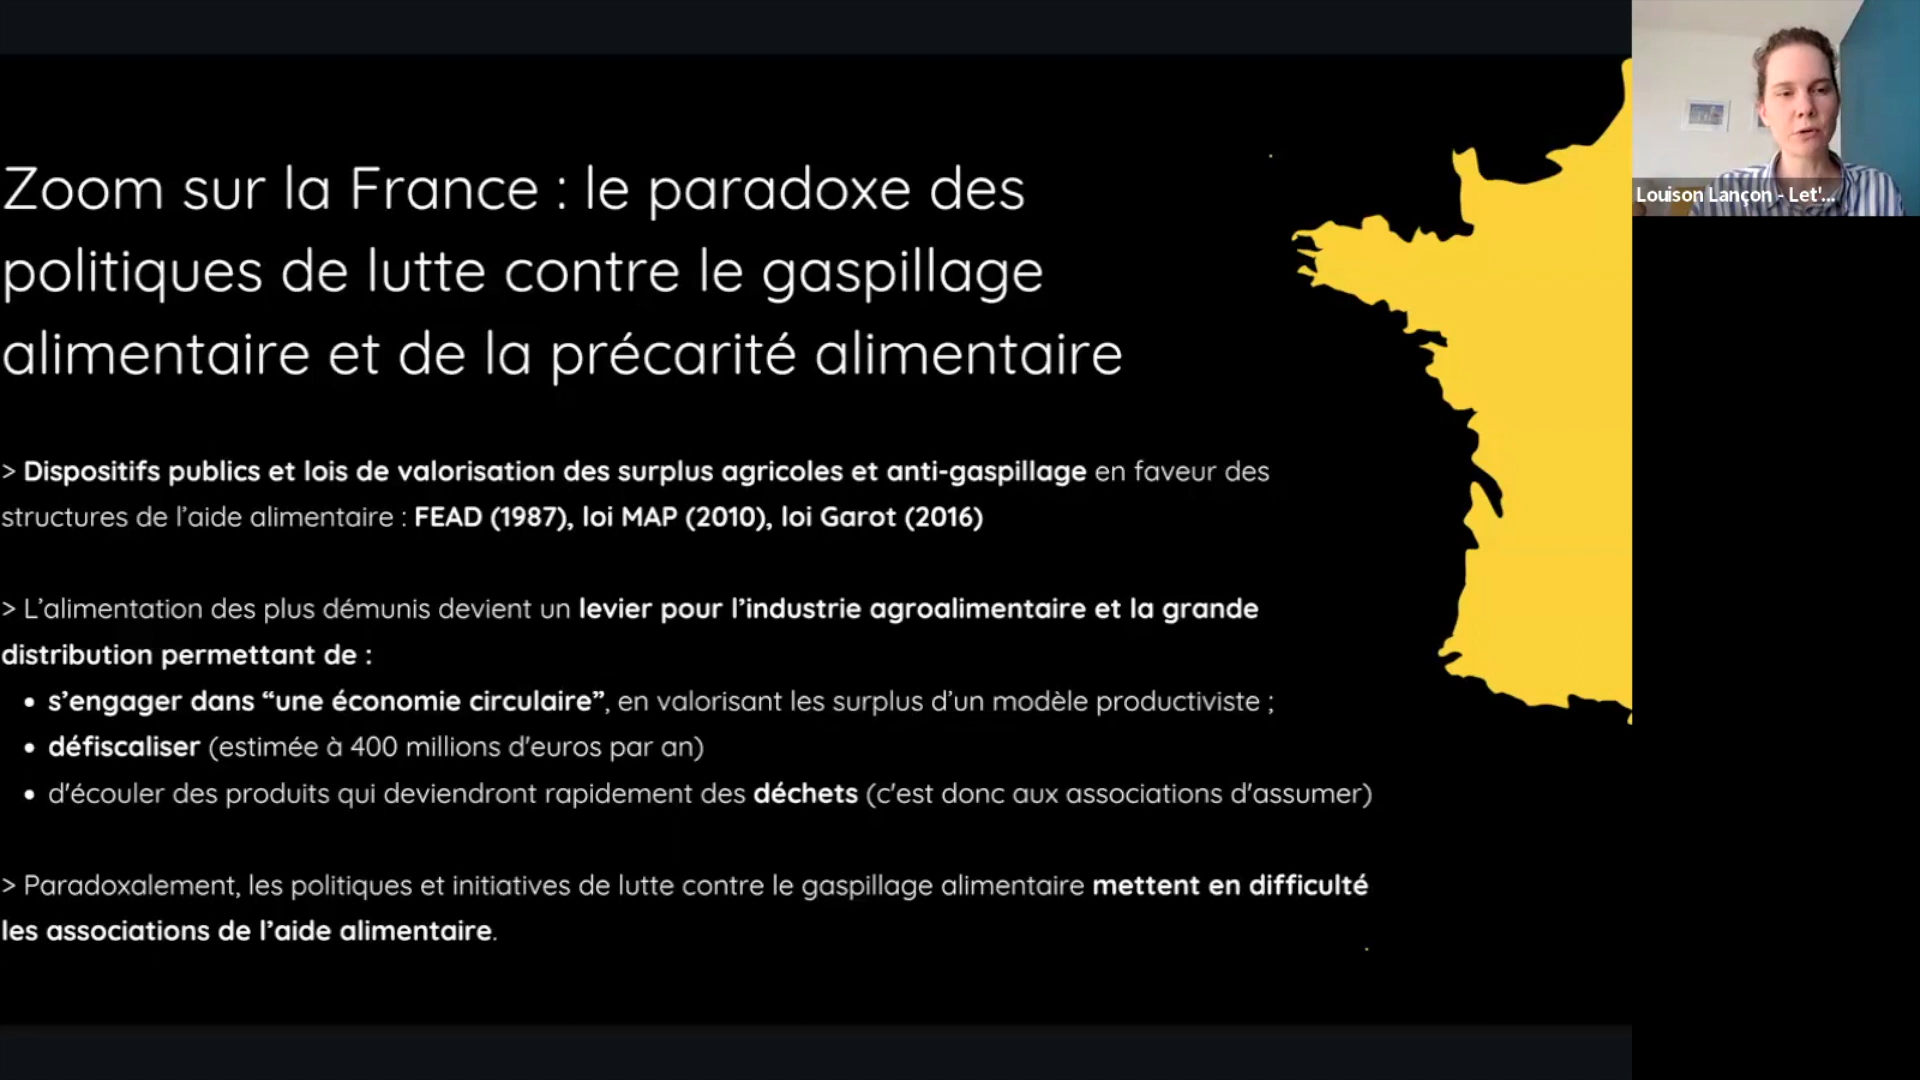 Zoom sur la France : le paradoxe des
politiques de lutte contre le gaspillage
alimentaire et de la précarité alimentaire
> Dispositifs publics et lois de valorisation des surplus agricoles et anti-gaspillage en faveur des
structures de l’aide alimentaire : FEAD (1987), loi MAP (2010), loi Garot (2016)
> L’alimentation des plus démunis devient un levier pour l’industrie agroalimentaire et la grande
distribution permettant de :
• s’engager dans “une économie circulaire”, en valorisant les surplus d’un modèle productiviste ;
• défiscaliser (estimée à 400 millions d'euros par an)
• d'écouler des produits qui deviendront rapidement des déchets (c'est donc aux associations d'assumer)
> Paradoxalement, les politiques et initiatives de lutte contre le gaspillage alimentaire mettent en difficulté
les associations de l’aide alimentaire.
Louison Lançon - Let'...